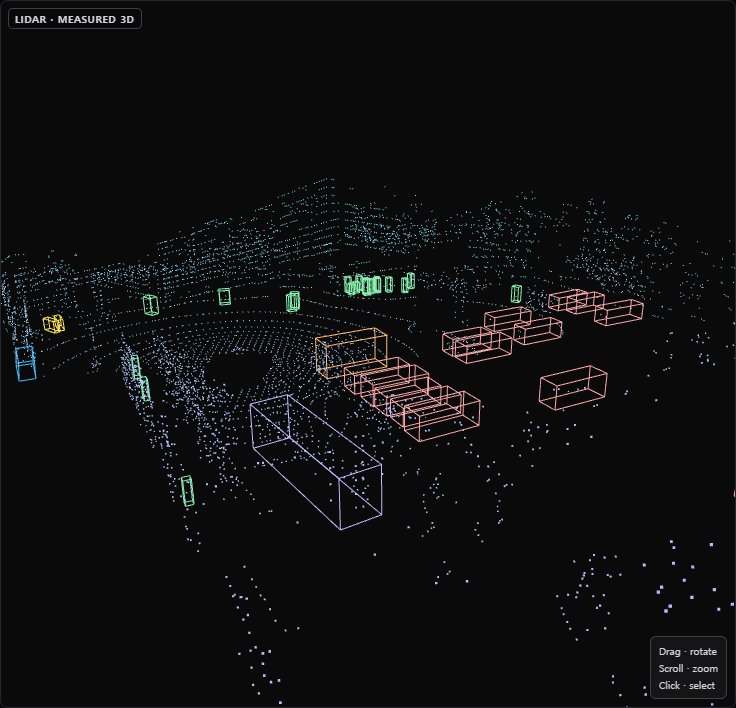 LIDAR · MEASURED 3D
Drag · rotate
Scroll · zoom
Click · select